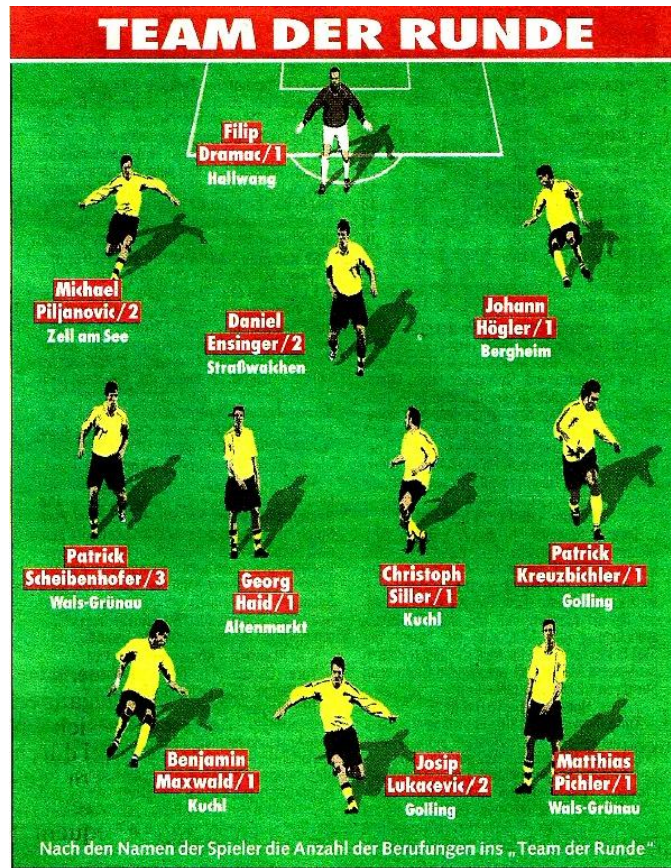 TEAM DER RUNDE
Filip
Dramac/1
Hallwang
Michael
Piljanovic/2
Zell am See
Daniel
Ensinger/2
Straßwalchen
Johann
Högler/1
Bergheim
Patrick
Scheibenhofer/3
Wals-Grünau
Georg
Haid/1
Altenmarkt
Christoph
Siller/1
Kuchl
Patrick
Kreuzbichler/1
Golling
Benjamin
Maxwald/1
Kuchl
Josip
Lukacevic/2
Golling
Matthias
Pichler/1
Wals-Grünau
Nach den Namen der Spieler die Anzahl der Berufungen ins „Team der Runde“